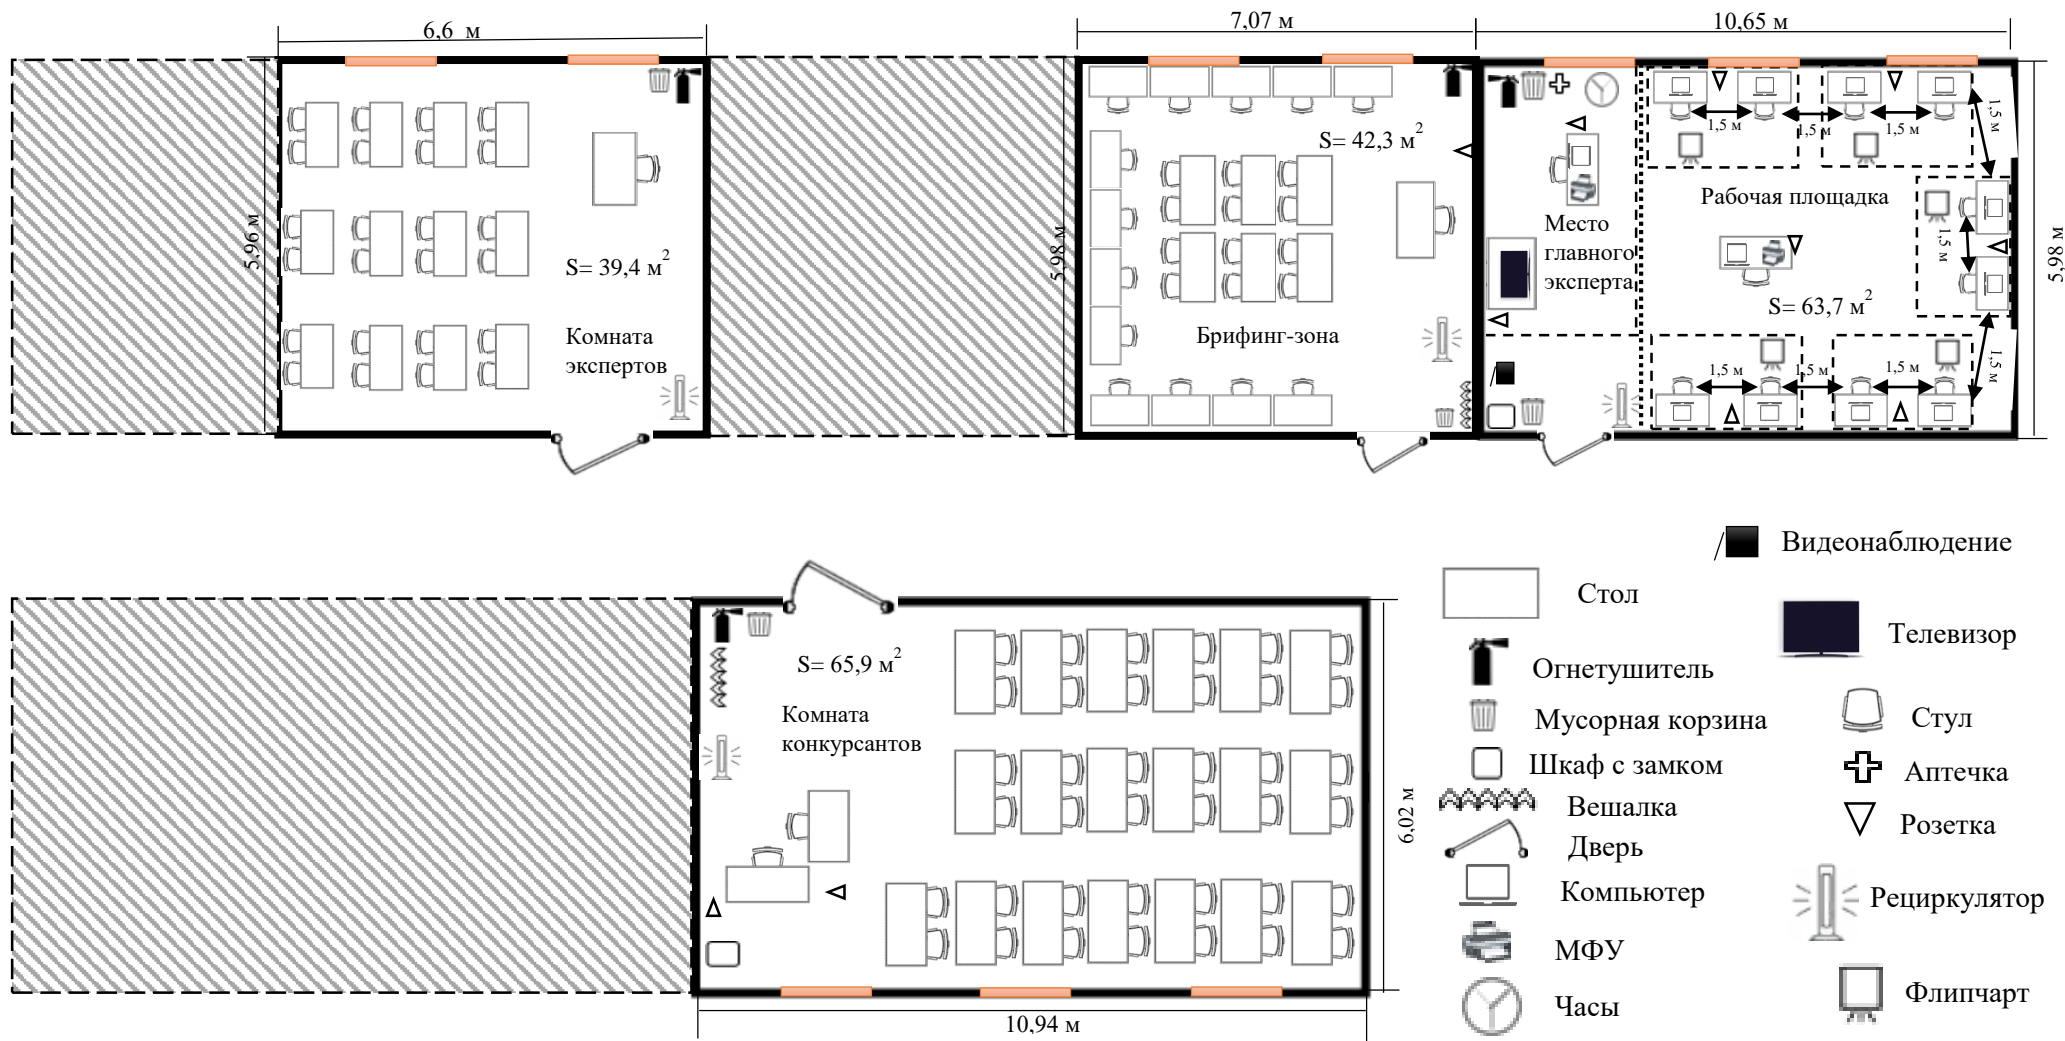 6,6 м
7,07 м
10,65 м
5,96 м
S= 39,4 м²
Комната
экспертов
5,98 м
S= 42,3 м²
Брифинг-зона
Место
главного
эксперта
1,5 м
1,5 м
1,5 м
1,5 м
Рабочая площадка
1,5 м
S= 63,7 м²
1,5 м
1,5 м
1,5 м
1,5 м
5,98 м
S= 65,9 м²
Комната
конкурсантов
6,02 м
10,94 м
Видеонаблюдение
Стол
Телевизор
Огнетушитель
Мусорная корзина
Стул
Шкаф с замком
Аптечка
Вешалка
Розетка
Дверь
Компьютер
Рециркулятор
МФУ
Флипчарт
Часы